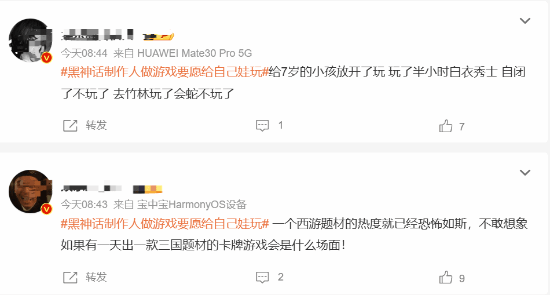 今天08:44 来自 HUAWEI Mate30 Pro 5G
#黑神话制作人做游戏要愿给自己娃玩#给7岁的小孩放开了玩 玩了半小时白衣秀士 自闭
了不玩了 去竹林玩了会蛇不玩了
转发 1 7
今天08:43 来自 宝中宝HarmonyOS设备
#黑神话制作人做游戏要愿给自己娃玩# 一个西游题材的热度就已经恐怖如斯，不敢想象
如果有一天出一款三国题材的卡牌游戏会是什么场面！
转发 2 9